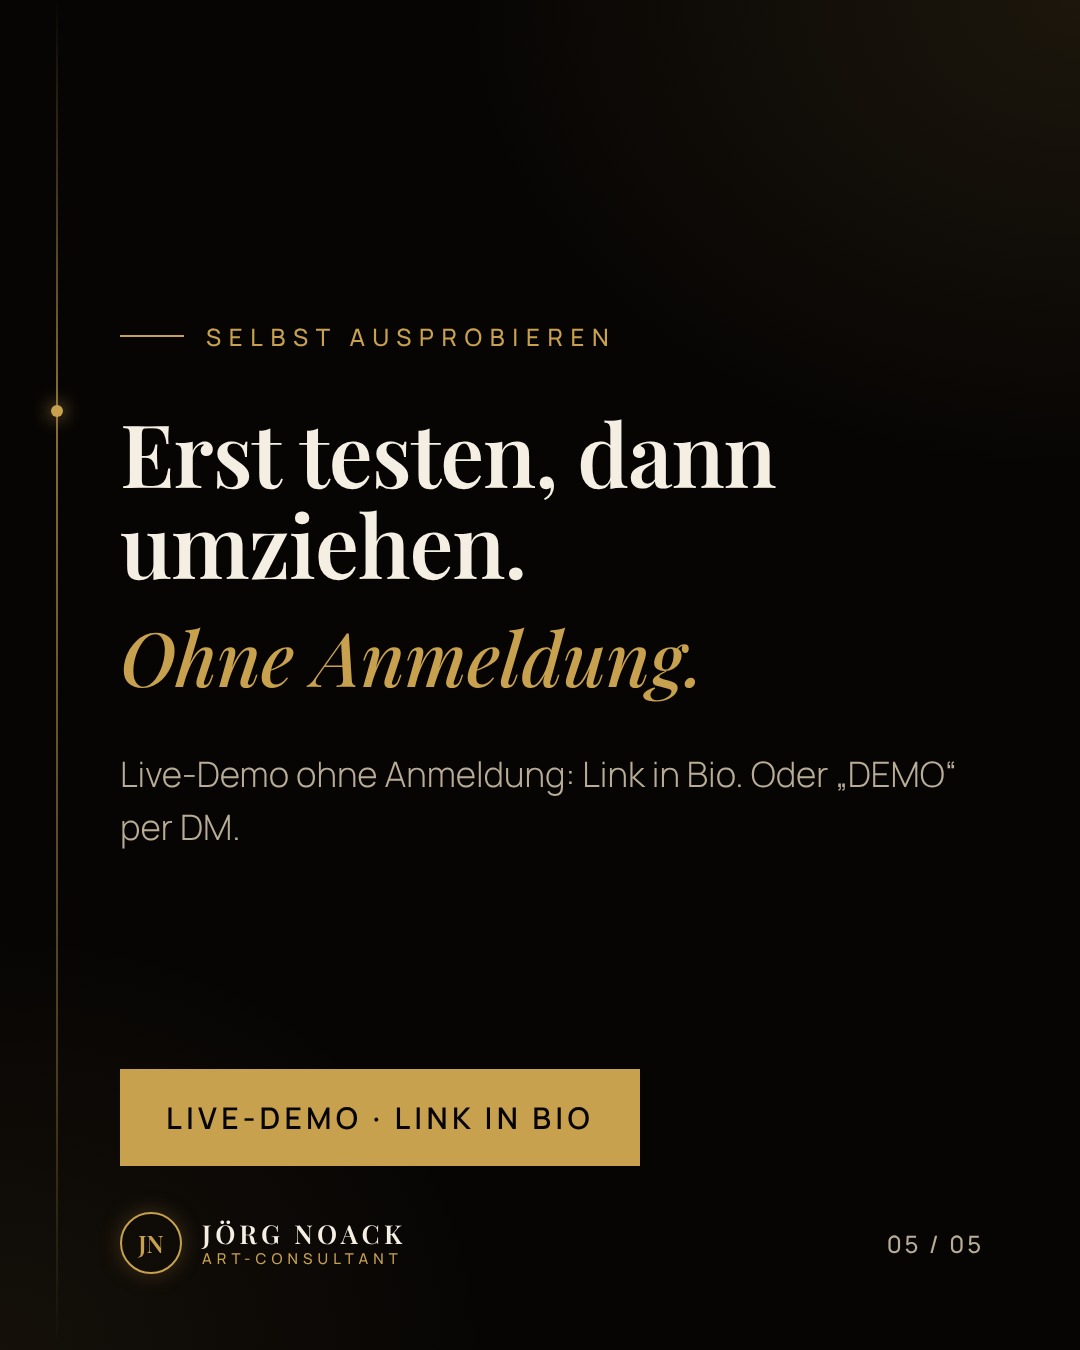 SELBST AUSPROBIEREN
Erst testen, dann
umziehen.
Ohne Anmeldung.
Live-Demo ohne Anmeldung: Link in Bio. Oder „DEMO“
per DM.
LIVE-DEMO · LINK IN BIO
JN
JÖRG NOACK
ART-CONSULTANT
05 / 05